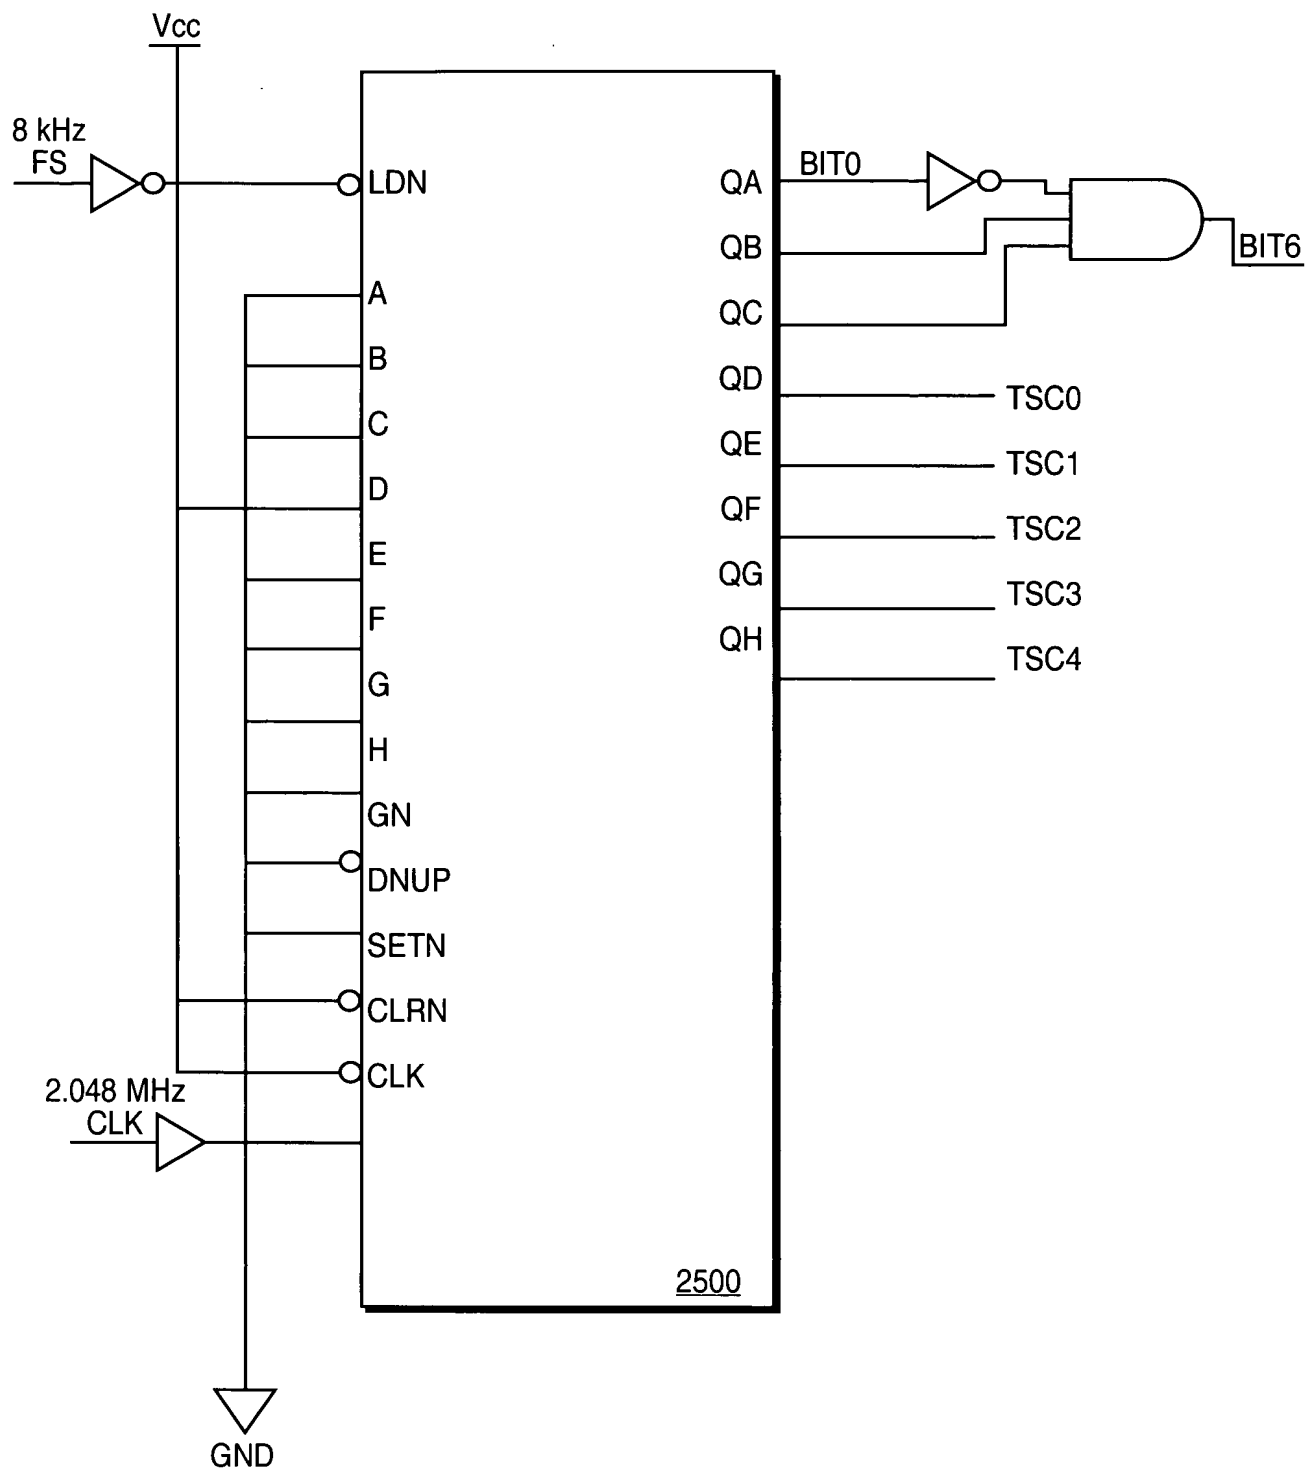 Vcc
8 kHz
FS
LDN
A
B
C
D
E
F
G
H
GN
DNUP
SETN
CLRN
CLK
2.048 MHz
CLK
GND
QA
QB
QC
QD
QE
QF
QG
QH
BIT0
BIT6
TSC0
TSC1
TSC2
TSC3
TSC4
2500